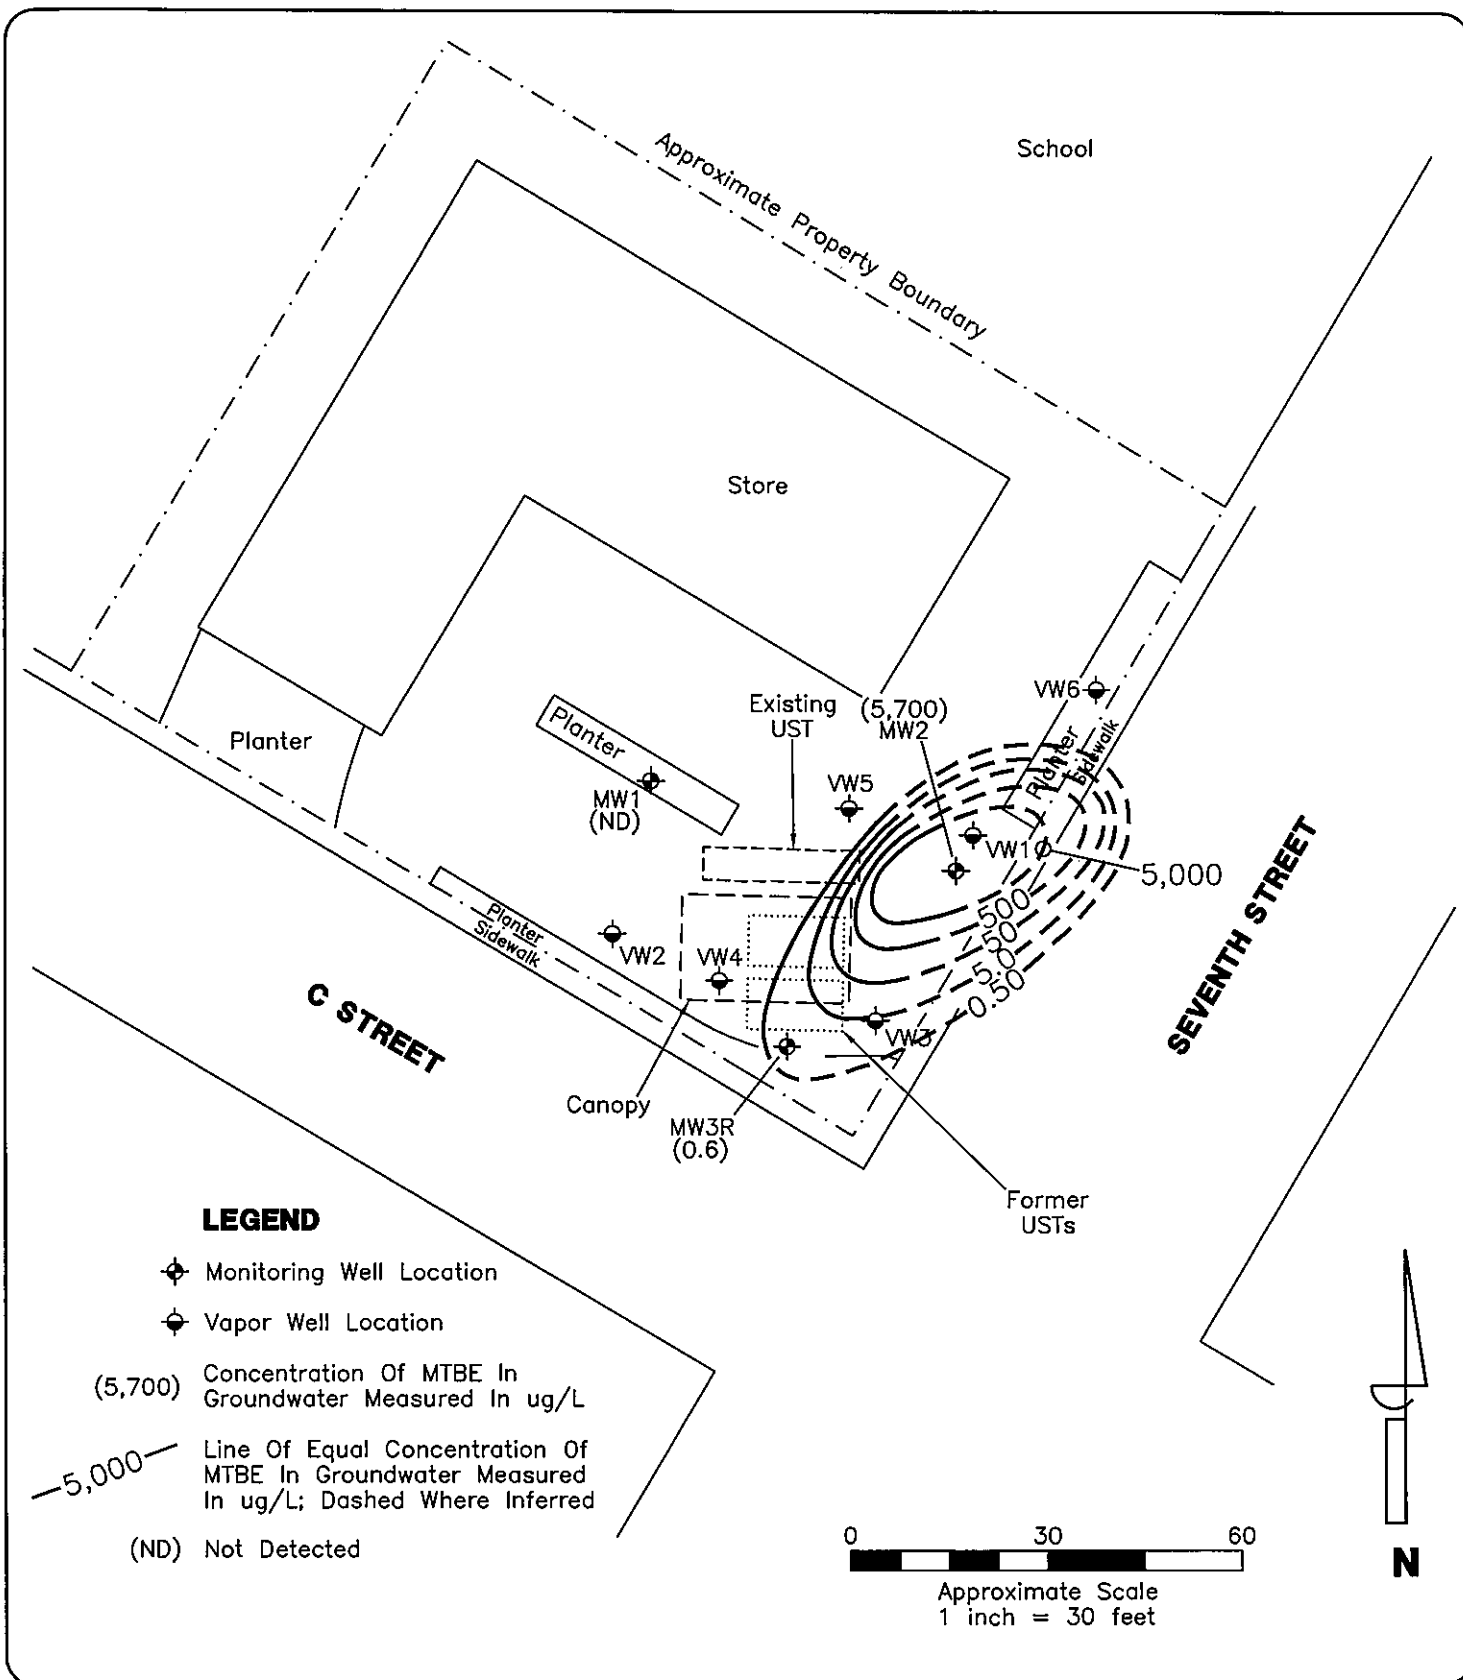 School
Approximate Property Boundary
Store
VW6
Existing
UST
(5,700)
MW2
Planter
Sidewalk
Planter
Planter
MW1
(ND)
VW5
VW1
5,000
500
50
5.0
0.50
Planter
Sidewalk
VW2
VW4
VW3
C STREET
SEVENTH STREET
Canopy
MW3R
(0.6)
Former
USTs
LEGEND
Monitoring Well Location
Vapor Well Location
(5,700) Concentration Of MTBE In
Groundwater Measured In ug/L
5,000 Line Of Equal Concentration Of
MTBE In Groundwater Measured
In ug/L; Dashed Where Inferred
(ND) Not Detected
0 30 60
Approximate Scale
1 inch = 30 feet
N